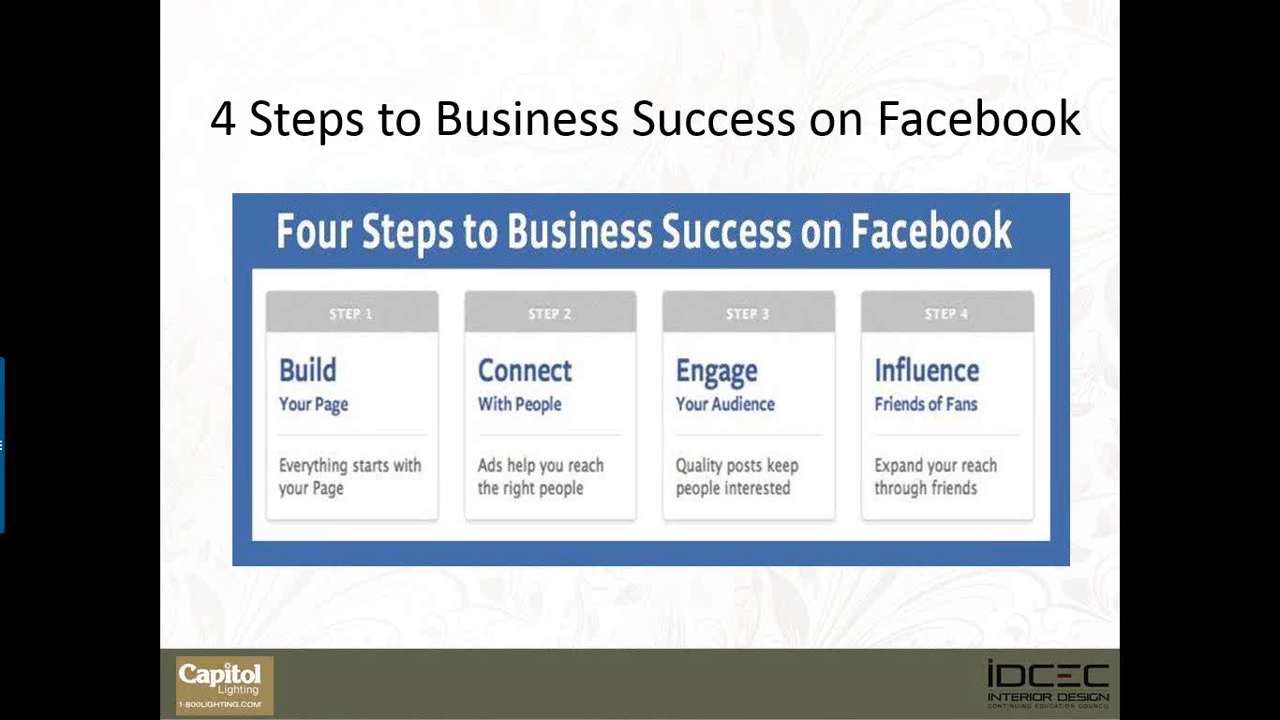 4 Steps to Business Success on Facebook
Four Steps to Business Success on Facebook
STEP 1
Build
Your Page
Everything starts with
your Page
STEP 2
Connect
With People
Ads help you reach
the right people
STEP 3
Engage
Your Audience
Quality posts keep
people interested
STEP 4
Influence
Friends of Fans
Expand your reach
through friends
Capitol
Lighting
1-800LIGHTING.COM
IDCEC
INTERIOR DESIGN
CONTINUING EDUCATION COUNCIL